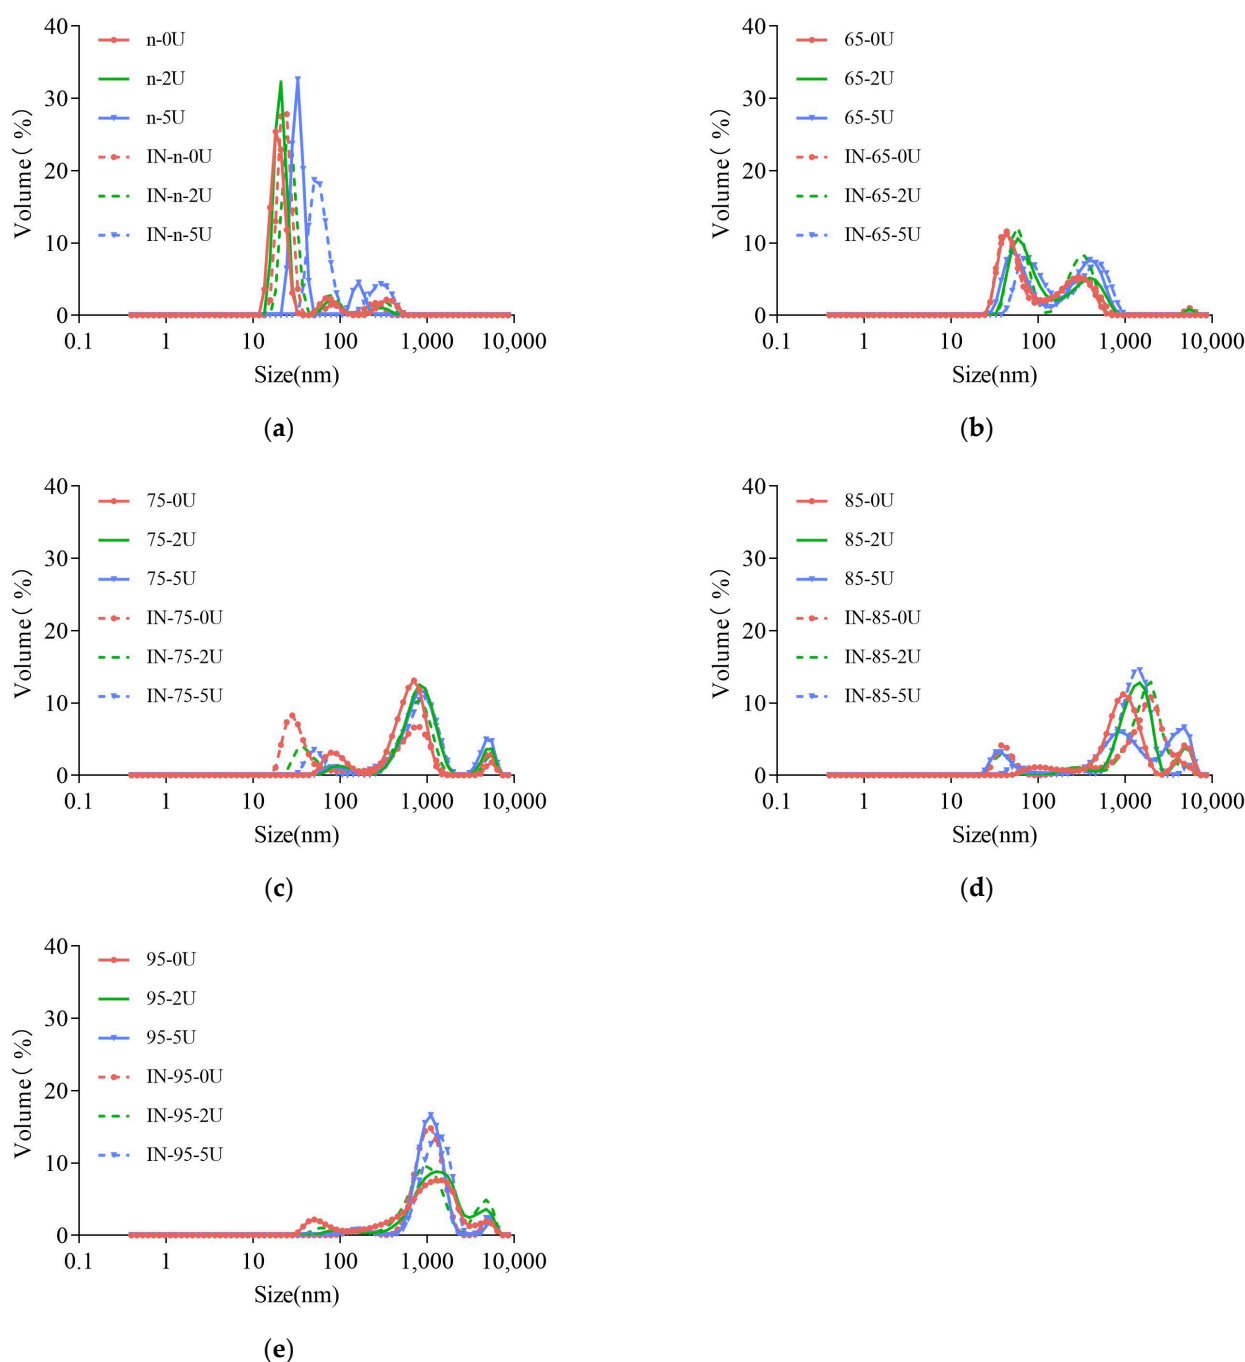 40
30
20
10
0
Volume( %)
n-0U
n-2U
n-5U
IN-n-0U
IN-n-2U
IN-n-5U
0.1 1 10 100 1,000 10,000
Size(nm)
(a)
40
30
20
10
0
Volume( %)
65-0U
65-2U
65-5U
IN-65-0U
IN-65-2U
IN-65-5U
0.1 1 10 100 1,000 10,000
Size(nm)
(b)
40
30
20
10
0
Volume( %)
75-0U
75-2U
75-5U
IN-75-0U
IN-75-2U
IN-75-5U
0.1 1 10 100 1,000 10,000
Size(nm)
(c)
40
30
20
10
0
Volume( %)
85-0U
85-2U
85-5U
IN-85-0U
IN-85-2U
IN-85-5U
0.1 1 10 100 1,000 10,000
Size(nm)
(d)
40
30
20
10
0
Volume( %)
95-0U
95-2U
95-5U
IN-95-0U
IN-95-2U
IN-95-5U
0.1 1 10 100 1,000 10,000
Size(nm)
(e)